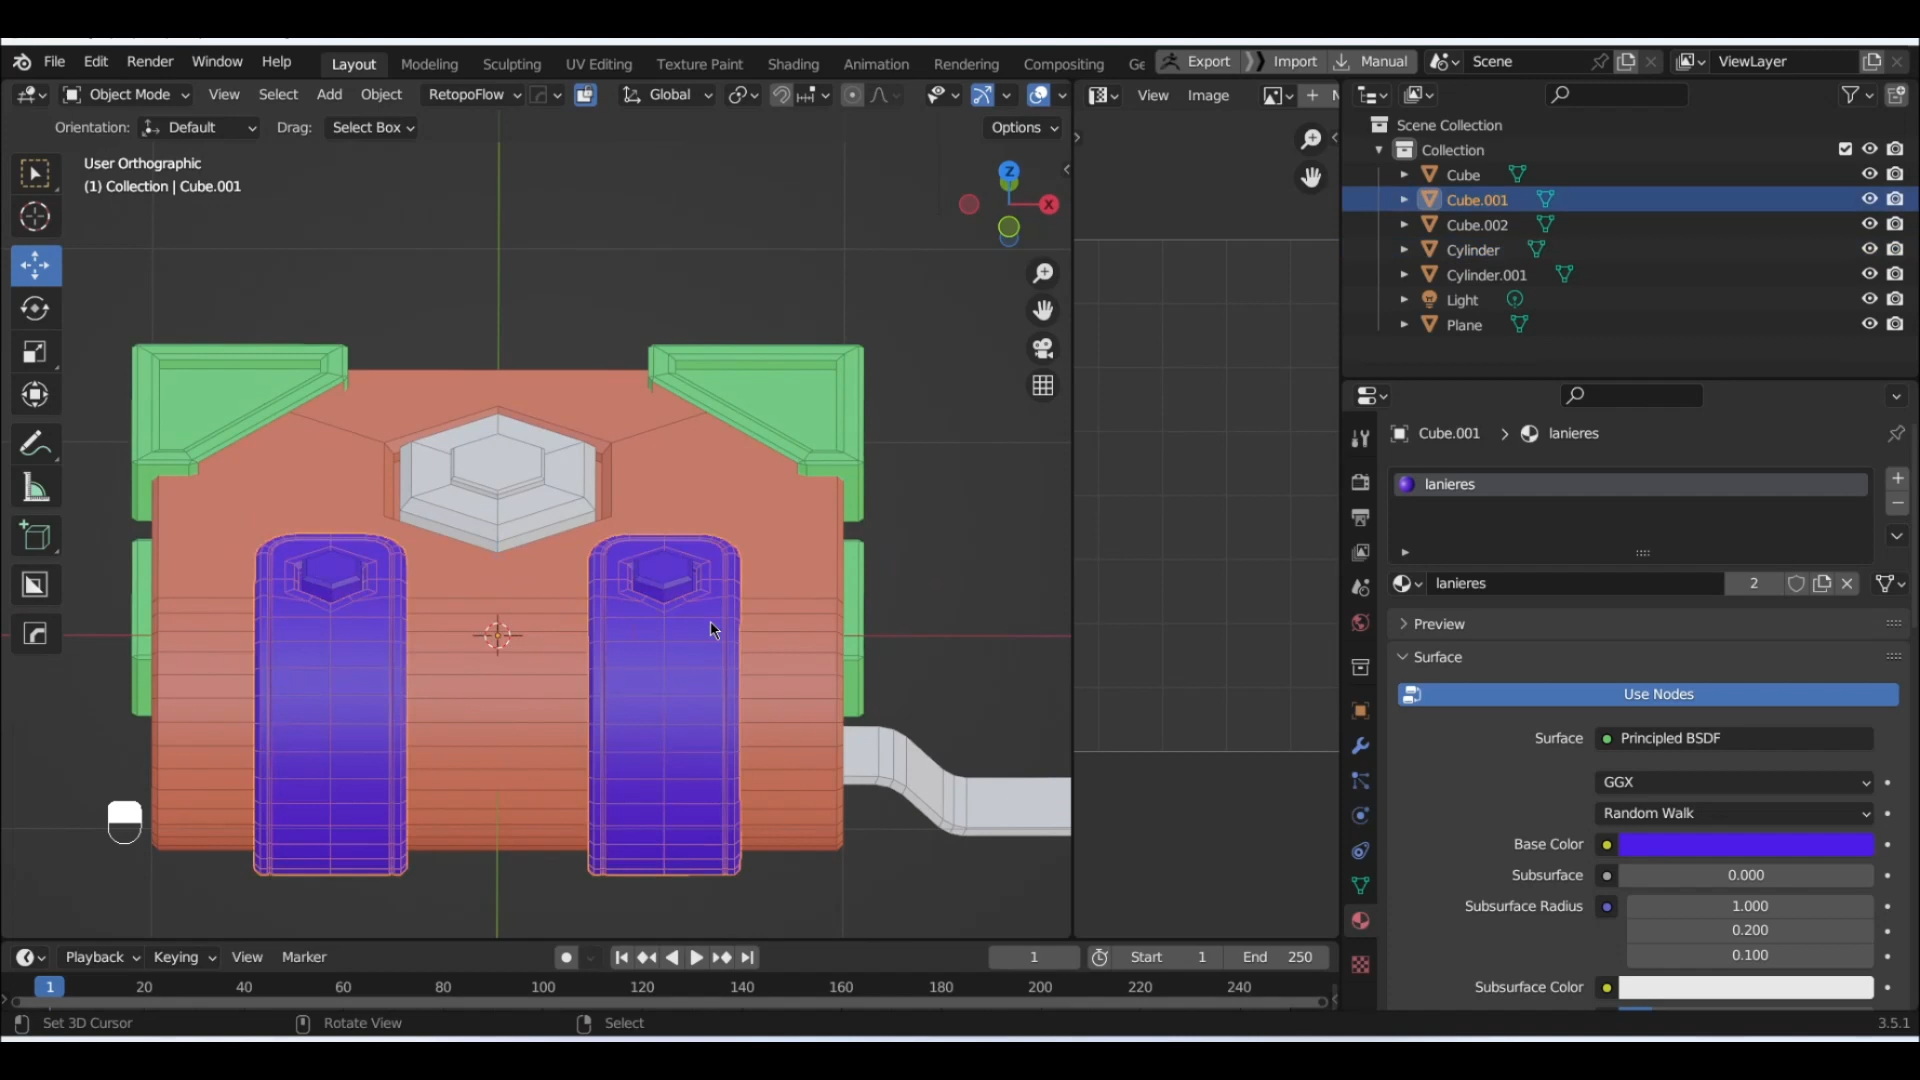 File Edit Render Window Help Layout Modeling Sculpting UV Editing Texture Paint Shading Animation Rendering Compositing Ge Export Import Manual Scene ViewLayer
Object Mode View Select Add Object RetopoFlow Global View Image
Orientation: Default Drag: Select Box Options
User Orthographic
(1) Collection | Cube.001
Z
X
Scene Collection
Collection
Cube
Cube.001
Cube.002
Cylinder
Cylinder.001
Light
Plane
Cube.001 > lanieres
lanieres
lanieres 2
Preview
Surface
Use Nodes
Surface Principled BSDF
GGX
Random Walk
Base Color
Subsurface 0.000
Subsurface Radius 1.000
0.200
0.100
Subsurface Color
Playback Keying View Marker 1 Start 1 End 250
1 20 40 60 80 100 120 140 160 180 200 220 240
Set 3D Cursor Rotate View Select 3.5.1